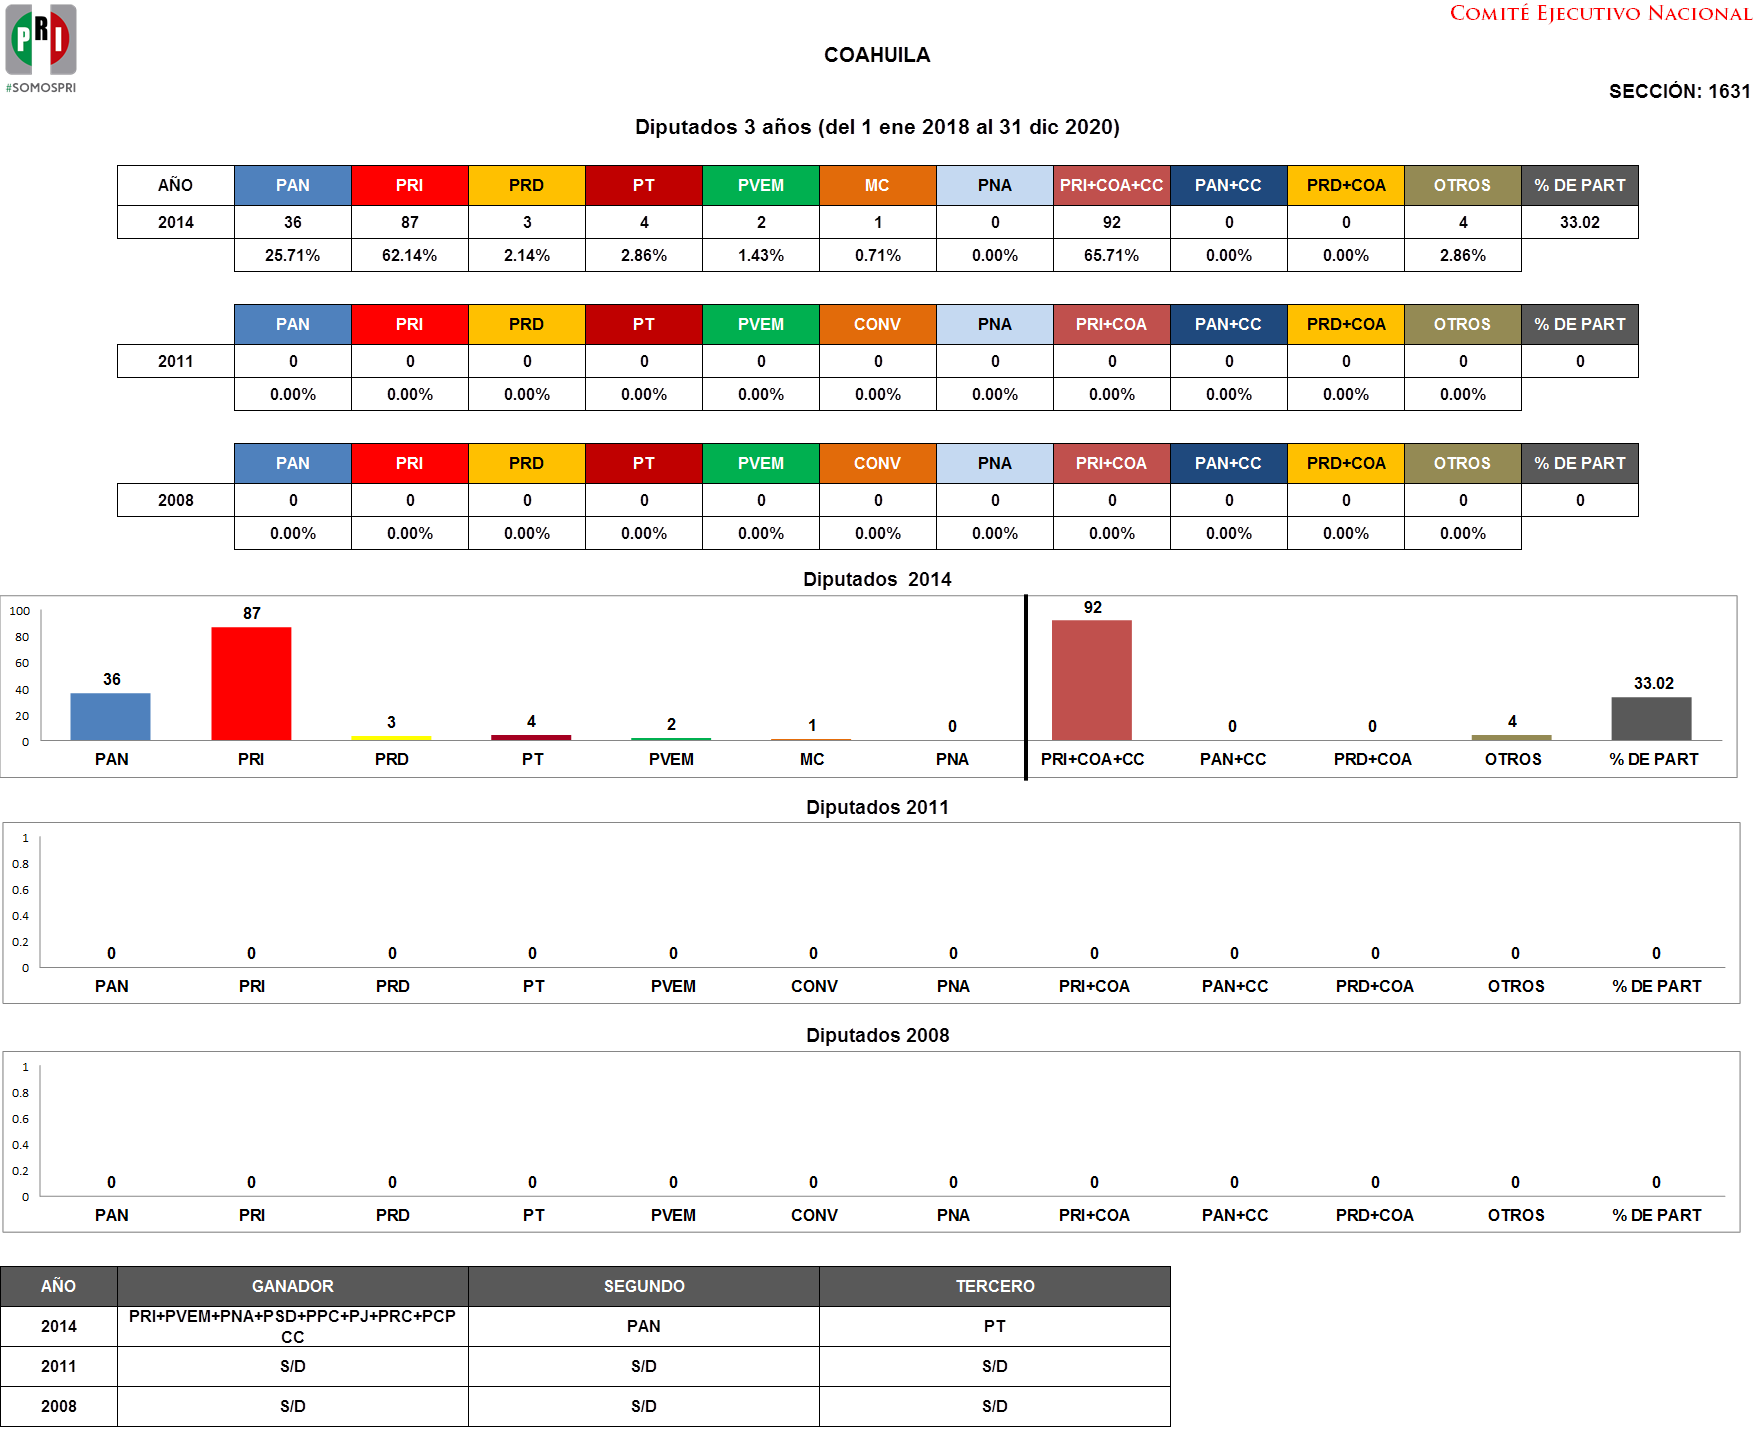 PRI
#SOMOSPRI
COMITÉ EJECUTIVO NACIONAL
COAHUILA
SECCIÓN: 1631
Diputados 3 años (del 1 ene 2018 al 31 dic 2020)
AÑO PAN PRI PRD PT PVEM MC PNA PRI+COA+CC PAN+CC PRD+COA OTROS % DE PART
2014 36 87 3 4 2 1 0 92 0 0 4 33.02
25.71% 62.14% 2.14% 2.86% 1.43% 0.71% 0.00% 65.71% 0.00% 0.00% 2.86%
PAN PRI PRD PT PVEM CONV PNA PRI+COA PAN+CC PRD+COA OTROS % DE PART
2011 0 0 0 0 0 0 0 0 0 0 0 0
0.00% 0.00% 0.00% 0.00% 0.00% 0.00% 0.00% 0.00% 0.00% 0.00% 0.00%
PAN PRI PRD PT PVEM CONV PNA PRI+COA PAN+CC PRD+COA OTROS % DE PART
2008 0 0 0 0 0 0 0 0 0 0 0 0
0.00% 0.00% 0.00% 0.00% 0.00% 0.00% 0.00% 0.00% 0.00% 0.00% 0.00%
Diputados 2014
100
80
60
40
20
0
36 87 3 4 2 1 0 92 0 0 4 33.02
PAN PRI PRD PT PVEM MC PNA PRI+COA+CC PAN+CC PRD+COA OTROS % DE PART
Diputados 2011
1
0.8
0.6
0.4
0.2
0
0 0 0 0 0 0 0 0 0 0 0 0
PAN PRI PRD PT PVEM CONV PNA PRI+COA PAN+CC PRD+COA OTROS % DE PART
Diputados 2008
1
0.8
0.6
0.4
0.2
0
0 0 0 0 0 0 0 0 0 0 0 0
PAN PRI PRD PT PVEM CONV PNA PRI+COA PAN+CC PRD+COA OTROS % DE PART
AÑO GANADOR SEGUNDO TERCERO
2014 PRI+PVEM+PNA+PSD+PPC+PJ+PRC+PCP PAN PT
CC
2011 S/D S/D S/D
2008 S/D S/D S/D